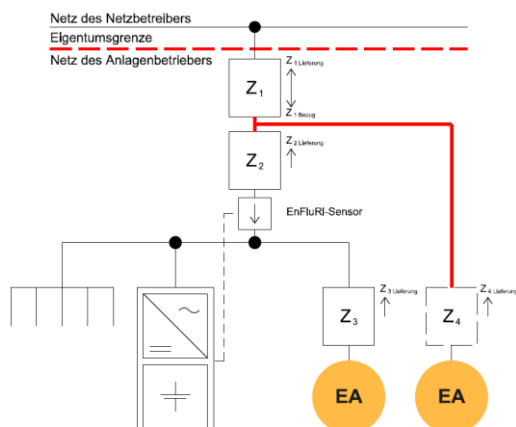 Netz des Netzbetreibers
Eigentumsgrenze
Netz des Anlagenbetriebers
Z1 Lieferung
Z1
Z1 Bezug
Z2 Lieferung
Z2
EnFluRI-Sensor
Z3 Lieferung
Z4 Lieferung
Z3
Z4
EA
EA